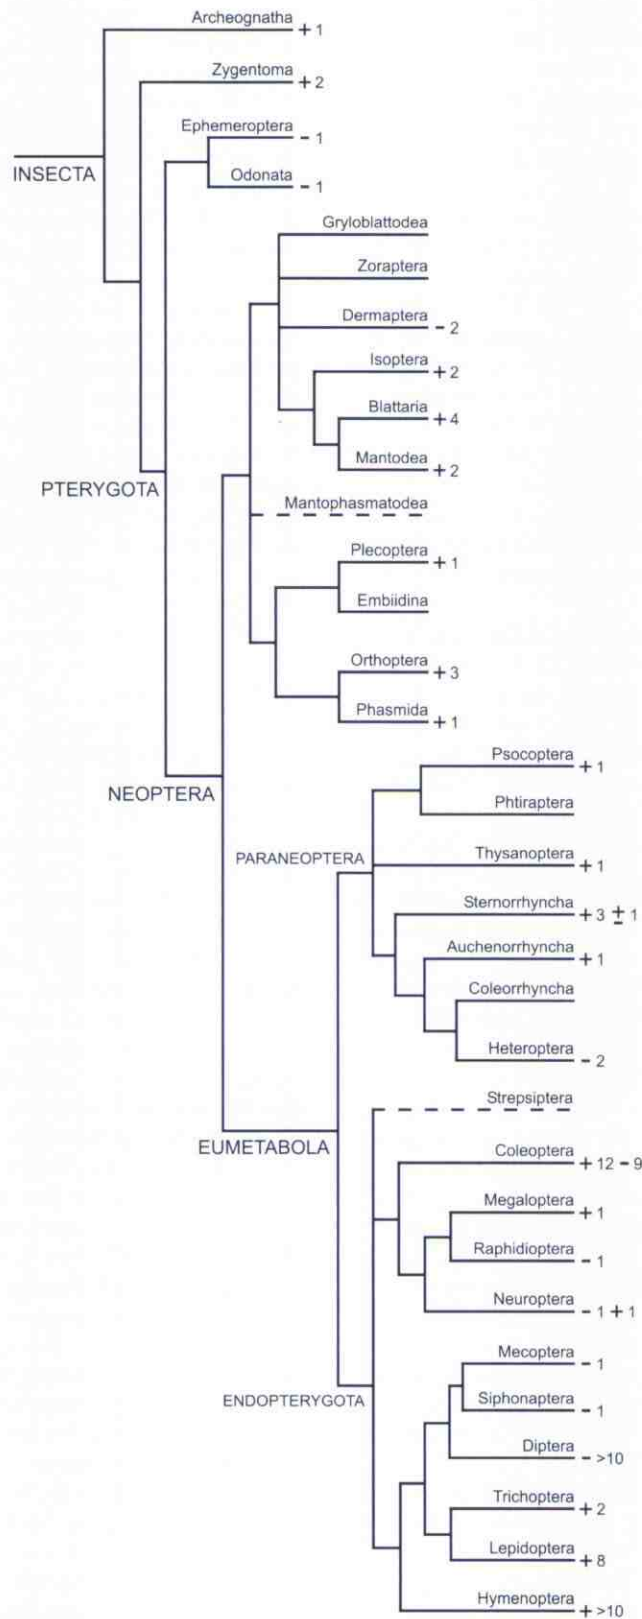 Archeognatha + 1
Zygentoma + 2
Ephemeroptera - 1
INSECTA
Odonata - 1
Gryloblattodea
Zoraptera
Dermaptera - 2
Isoptera + 2
Blattaria + 4
Mantodea + 2
PTERYGOTA
Mantophasmatodea
Plecoptera + 1
Embiidina
Orthoptera + 3
Phasmida + 1
Psocoptera + 1
NEOPTERA
Phtiraptera
PARANEOPTERA
Thysanoptera + 1
Sternorrhyncha + 3 ± 1
Auchenorrhyncha + 1
Coleorrhyncha
Heteroptera - 2
Strepsiptera
EUMETABOLA
Coleoptera + 12 - 9
Megaloptera + 1
Raphidioptera - 1
Neuroptera - 1 + 1
Mecoptera - 1
ENDOPTERYGOTA
Siphonaptera - 1
Diptera - >10
Trichoptera + 2
Lepidoptera + 8
Hymenoptera + >10